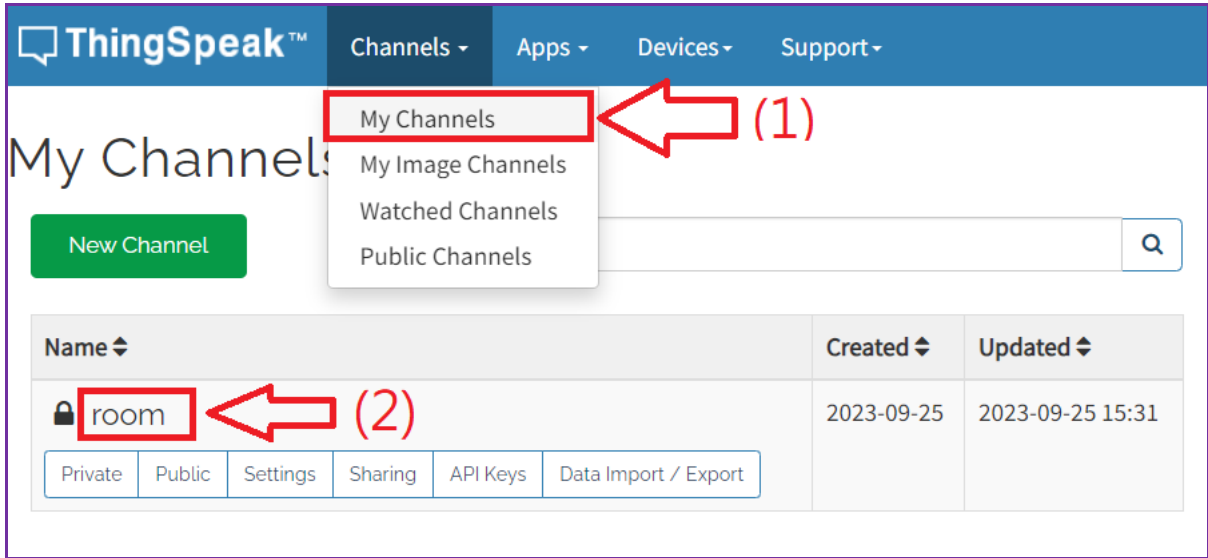 ThingSpeak™ Channels Apps Devices Support
My Channels (1)
My Channels
My Image Channels
Watched Channels
New Channel
Public Channels
Name Created Updated
room (2) 2023-09-25 2023-09-25 15:31
Private Public Settings Sharing API Keys Data Import / Export